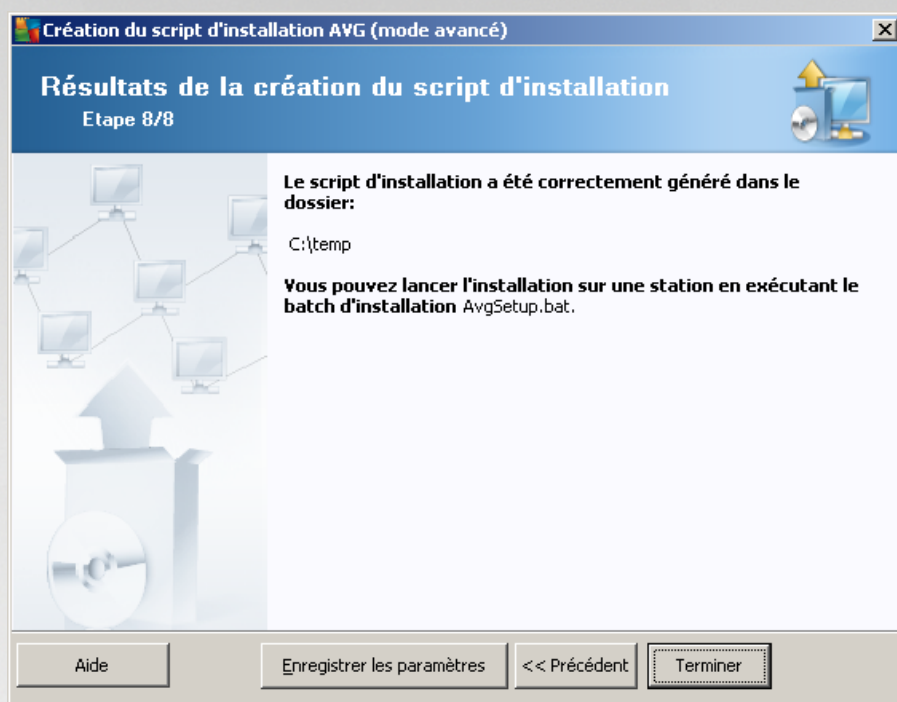 Création du script d'installation AVG (mode avancé)
Résultats de la création du script d'installation
Etape 8/8
Le script d'installation a été correctement généré dans le
dossier:
C:\temp
Vous pouvez lancer l'installation sur une station en exécutant le
batch d'installation AvgSetup.bat.
Aide
Enregistrer les paramètres
<< Précédent
Terminer